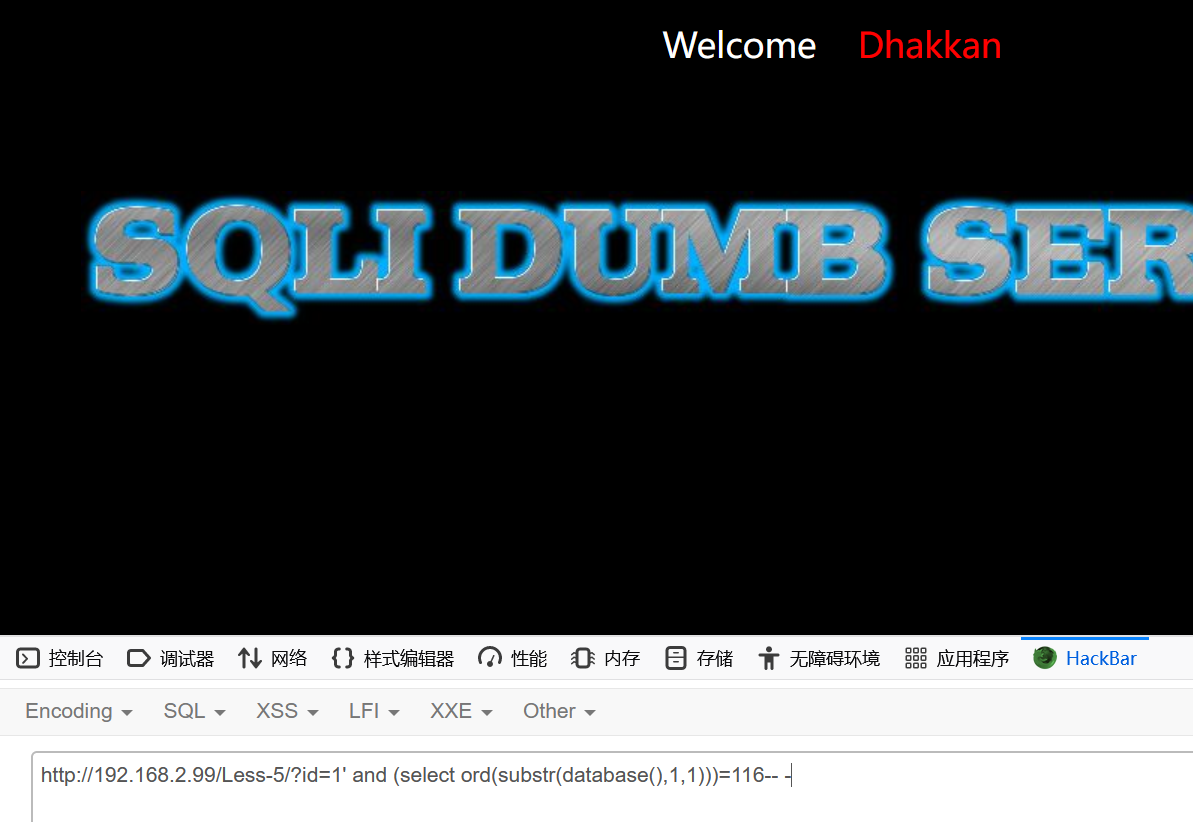 Welcome Dhakkan
SQLI DUMB SER
控制台 调试器 网络 样式编辑器 性能 内存 存储 无障碍环境 应用程序 HackBar
Encoding SQL XSS LFI XXE Other
http://192.168.2.99/Less-5/?id=1' and (select ord(substr(database(),1,1)))=116-- -